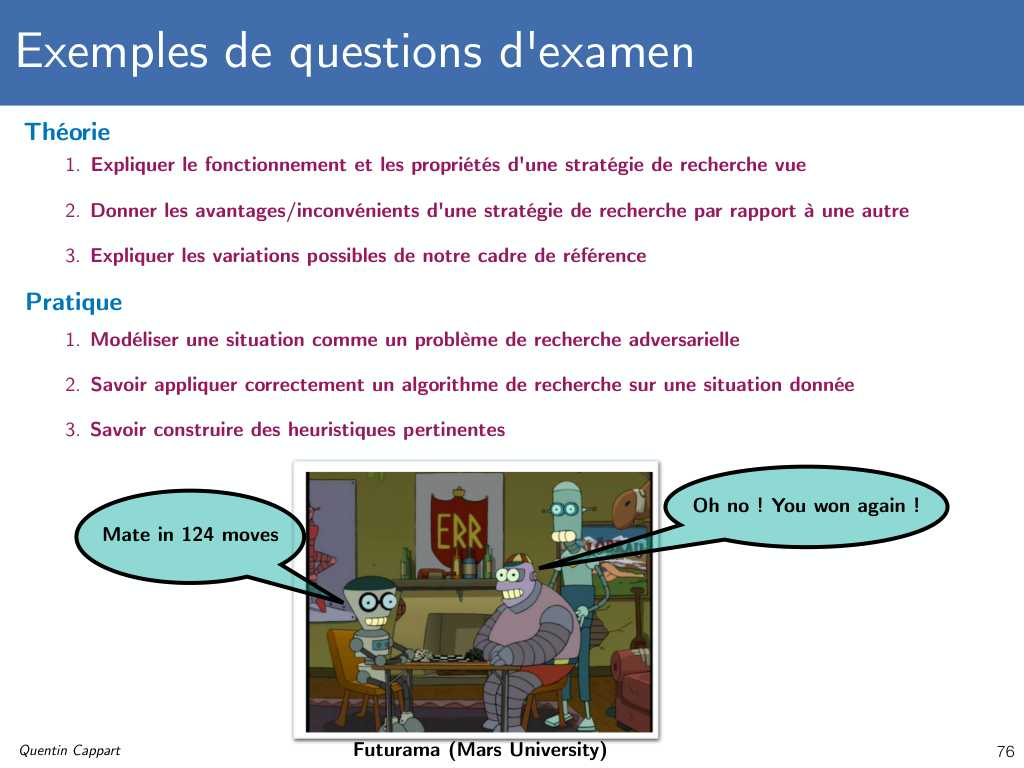 Exemples de questions d'examen
Théorie
1. Expliquer le fonctionnement et les propriétés d'une stratégie de recherche vue
2. Donner les avantages/inconvénients d'une stratégie de recherche par rapport à une autre
3. Expliquer les variations possibles de notre cadre de référence
Pratique
1. Modéliser une situation comme un problème de recherche adversarielle
2. Savoir appliquer correctement un algorithme de recherche sur une situation donnée
3. Savoir construire des heuristiques pertinentes
Mate in 124 moves
Oh no ! You won again !
ERR
Futurama (Mars University)
Quentin Cappart
76